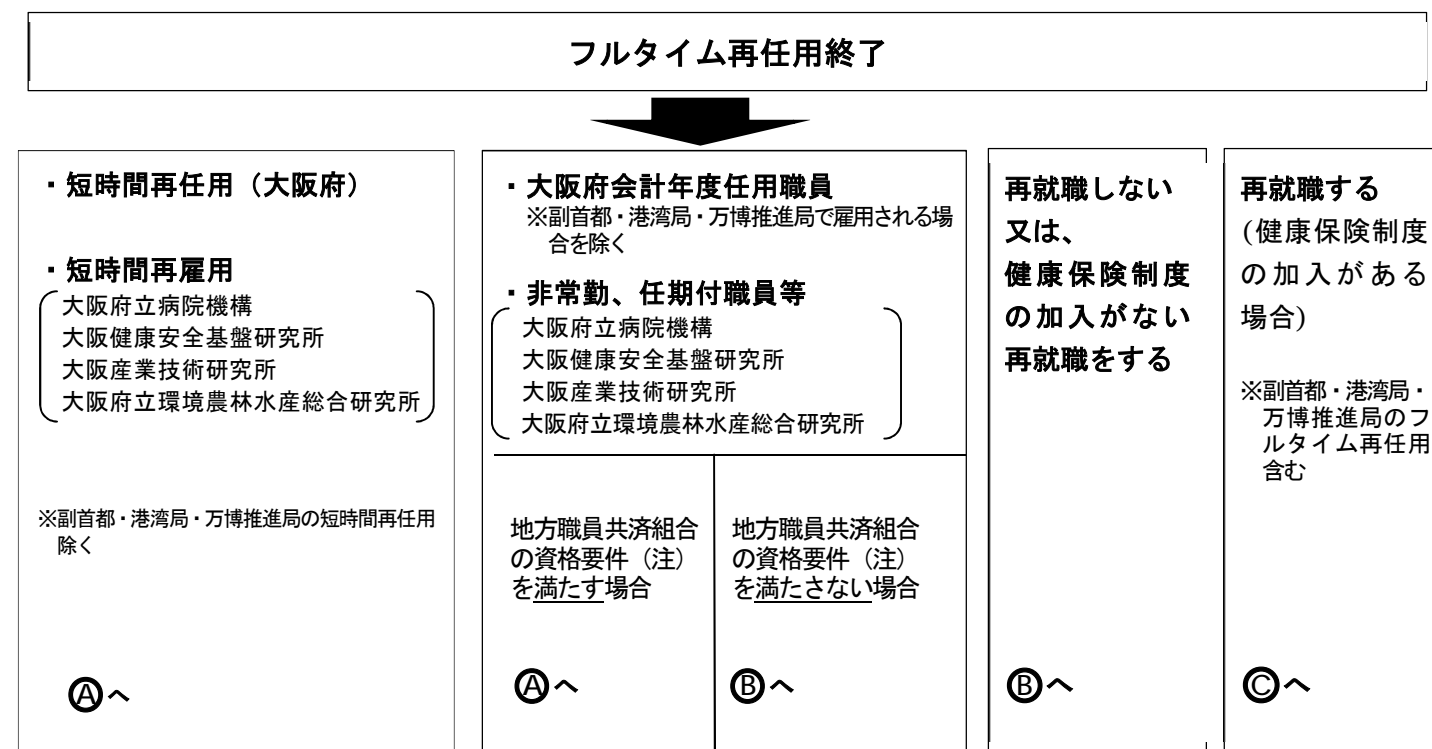 フルタイム再任用終了
・短時間再任用（大阪府）
・短時間再雇用
大阪府立病院機構
大阪健康安全基盤研究所
大阪産業技術研究所
大阪府立環境農林水産総合研究所
※副首都・港湾局・万博推進局の短時間再任用
除く
Ⓐへ
・大阪府会計年度任用職員
※副首都・港湾局・万博推進局で雇用される場
合を除く
・非常勤、任期付職員等
大阪府立病院機構
大阪健康安全基盤研究所
大阪産業技術研究所
大阪府立環境農林水産総合研究所
地方職員共済組合
の資格要件（注）
を満たす場合
Ⓐへ
地方職員共済組合
の資格要件（注）
を満たさない場合
Ⓑへ
再就職しない
又は、
健康保険制度
の加入がない
再就職をする
Ⓑへ
再就職する
(健康保険制度
の加入がある
場合)
※副首都・港湾局・
万博推進局のフ
ルタイム再任用
含む
Ⓒへ